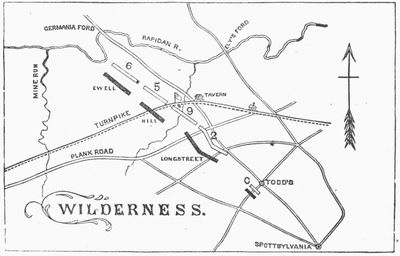 GERMANIA FORD
RAPIDAN R.
ELY'S FORD
MINE RUN
6
EWELL
5
TAVERN
9
HILL
TURNPIKE
2
PLANK ROAD
LONGSTREET
C
TODD'S
WILDERNESS.
SPOTTSYLVANIA